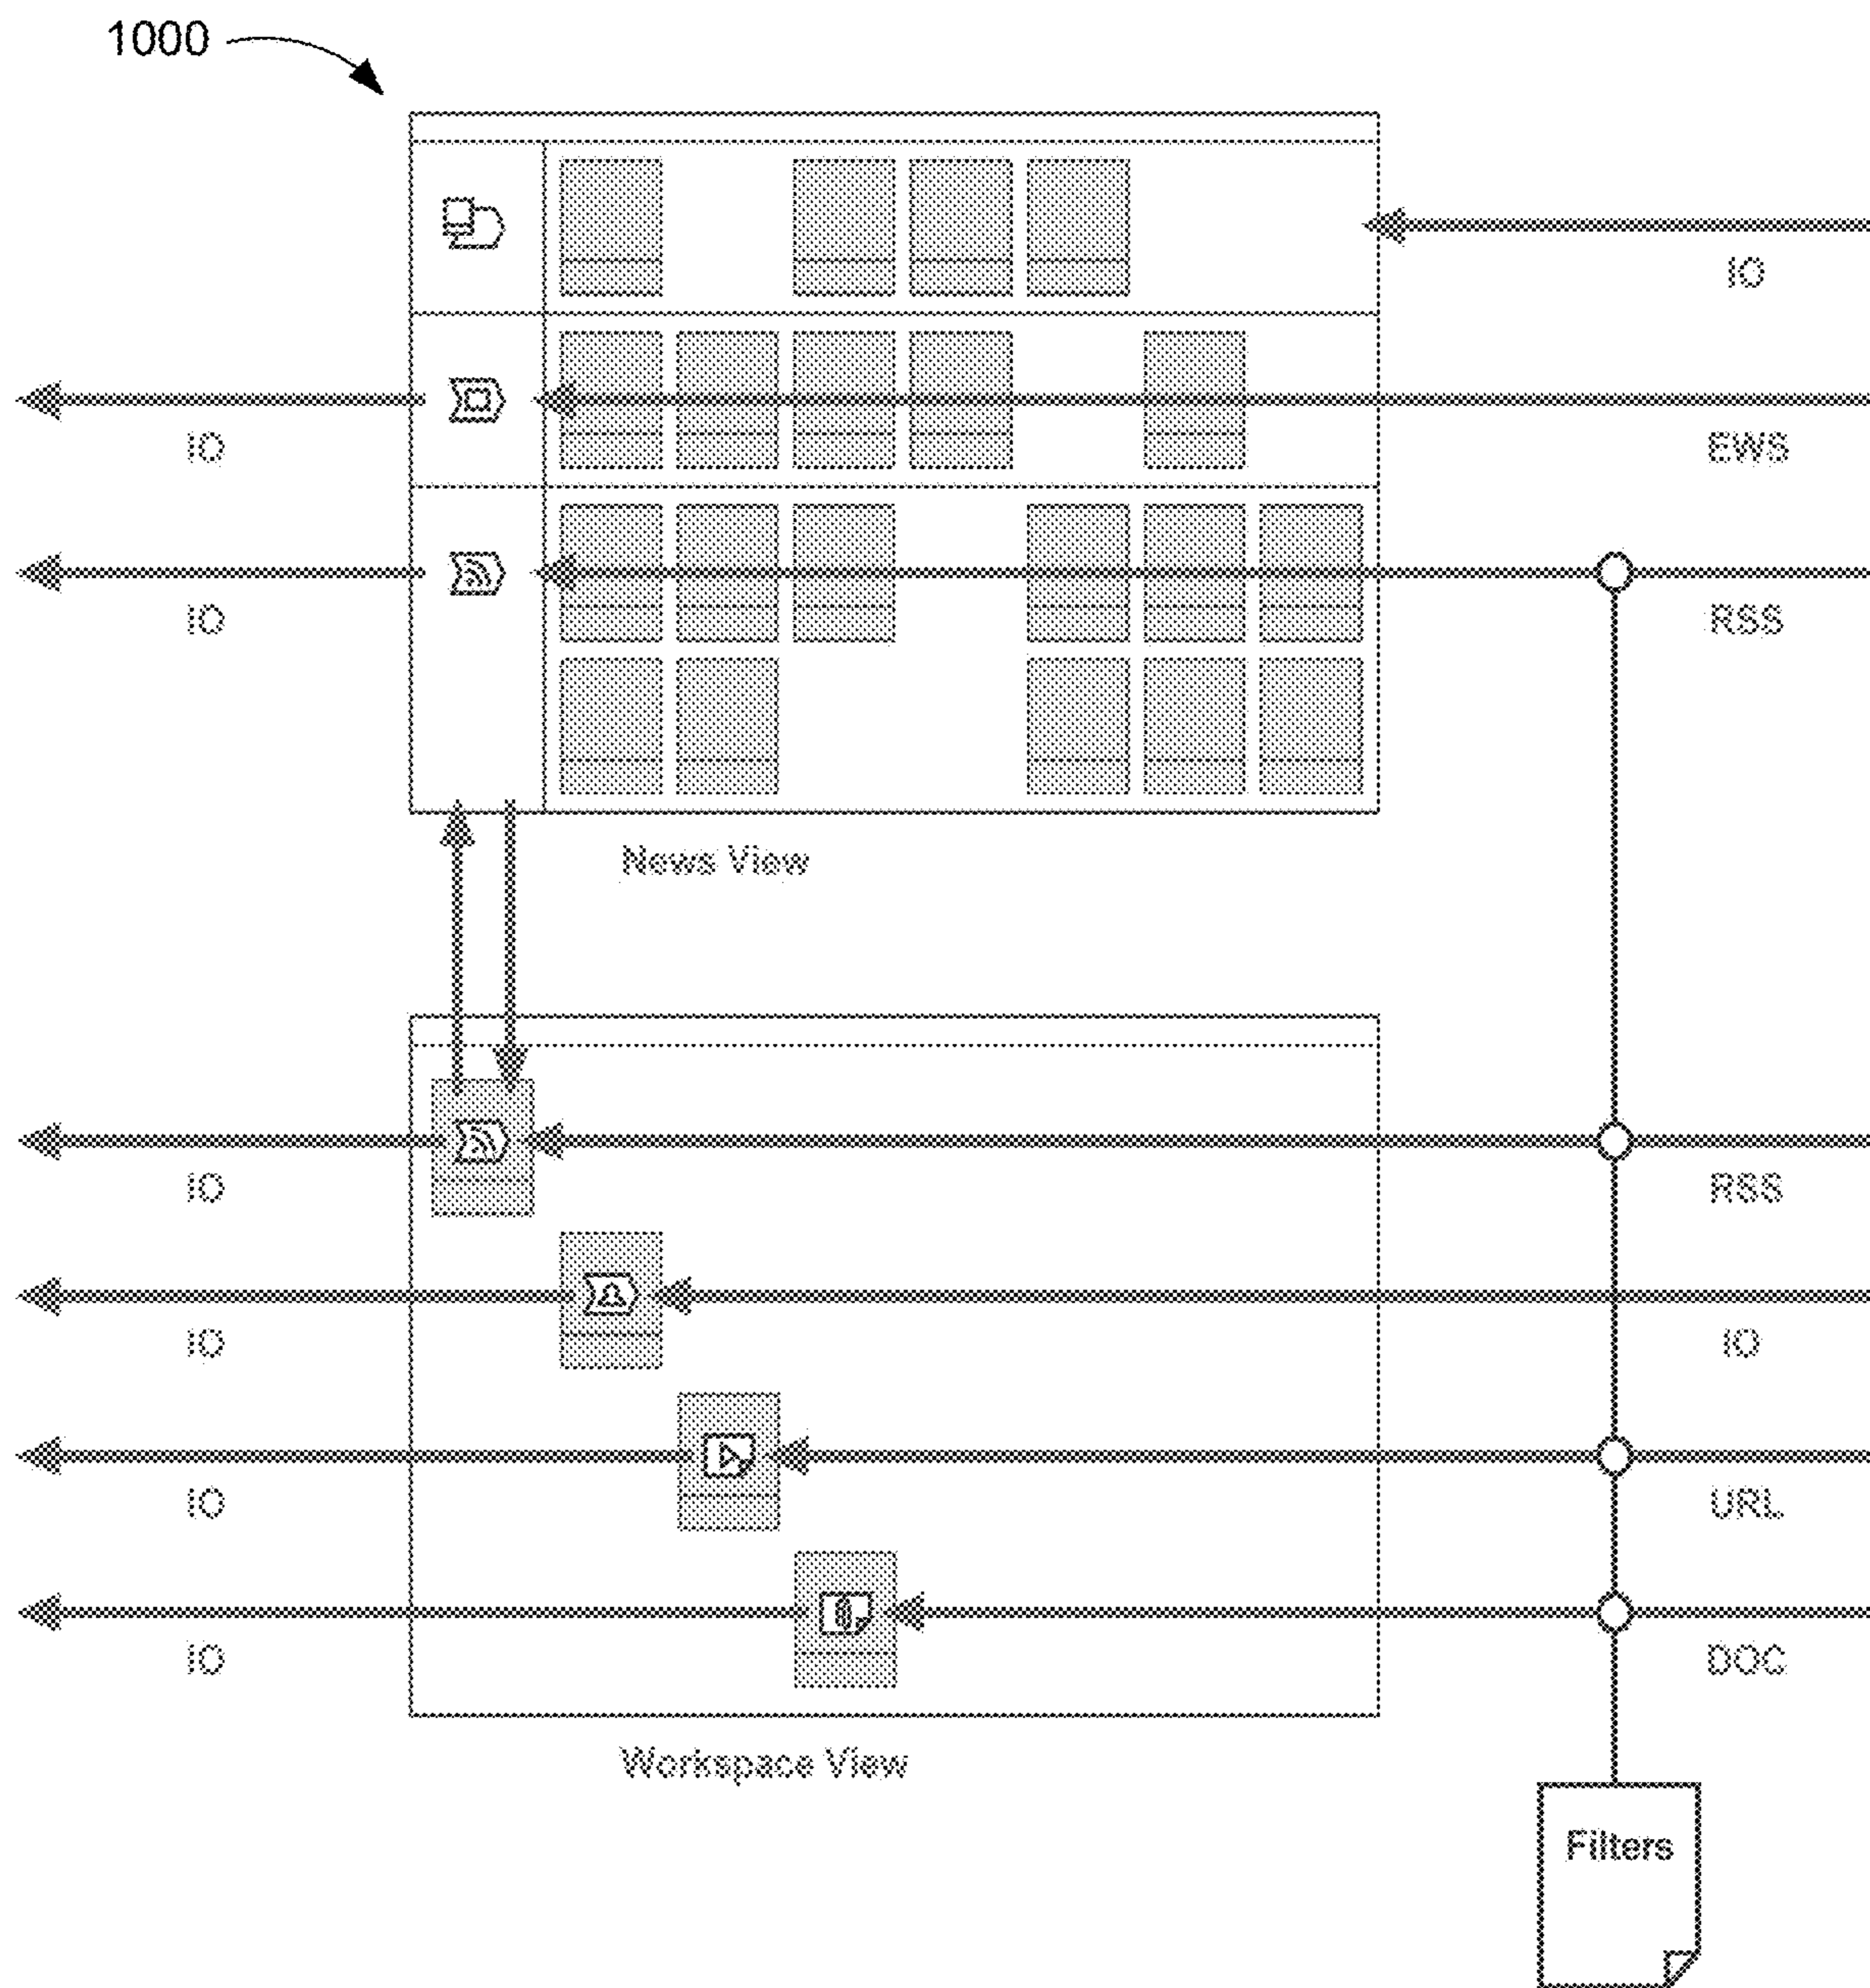 1000
IO
IO
EWS
IO
RSS
News View
IO
RSS
IO
IO
IO
URL
IO
DOC
Workspace View
Filters